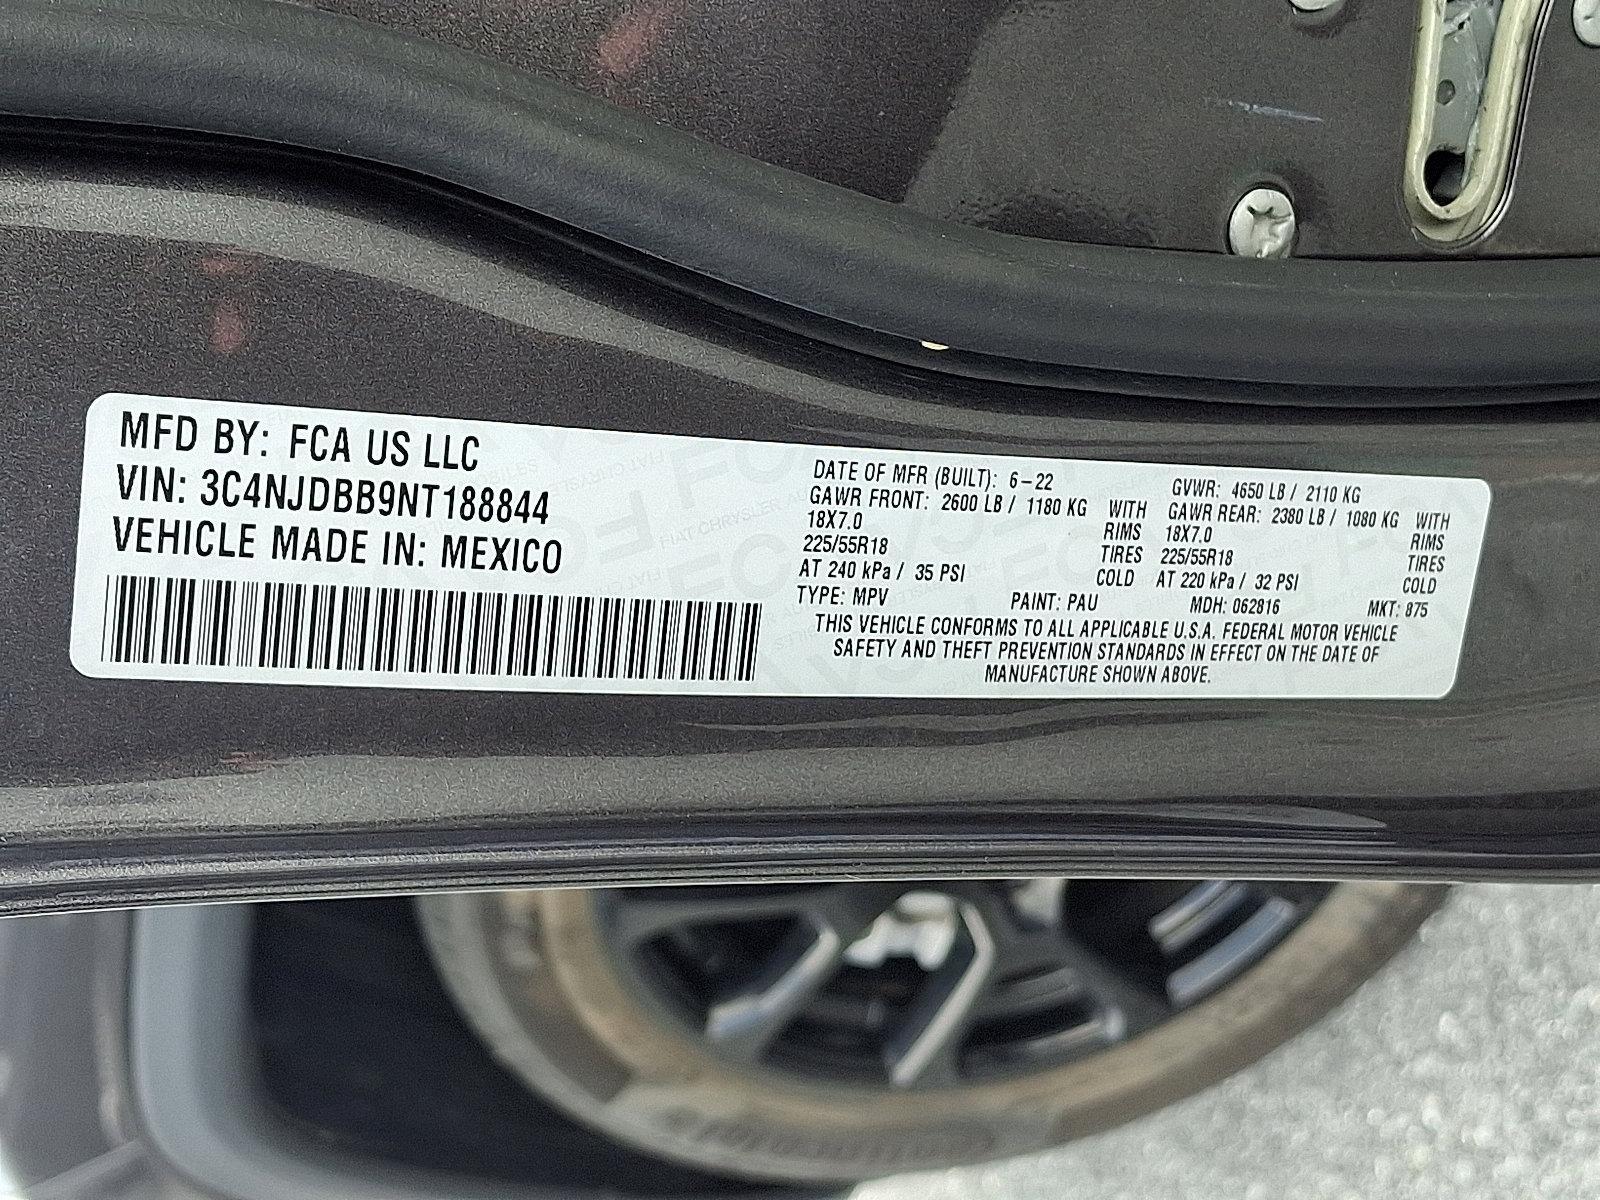 MFD BY: FCA US LLC
VIN: 3C4NJDBB9NT188844
VEHICLE MADE IN: MEXICO
DATE OF MFR (BUILT): 6-22 GVWR: 4650 LB / 2110 KG
GAWR FRONT: 2600 LB / 1180 KG WITH GAWR REAR: 2380 LB / 1080 KG WITH
18X7.0 RIMS 18X7.0 RIMS
225/55R18 TIRES 225/55R18 TIRES
AT 240 kPa / 35 PSI COLD AT 220 kPa / 32 PSI COLD
TYPE: MPV PAINT: PAU MDH: 062816 MKT: 875
THIS VEHICLE CONFORMS TO ALL APPLICABLE U.S.A. FEDERAL MOTOR VEHICLE
SAFETY AND THEFT PREVENTION STANDARDS IN EFFECT ON THE DATE OF
MANUFACTURE SHOWN ABOVE.